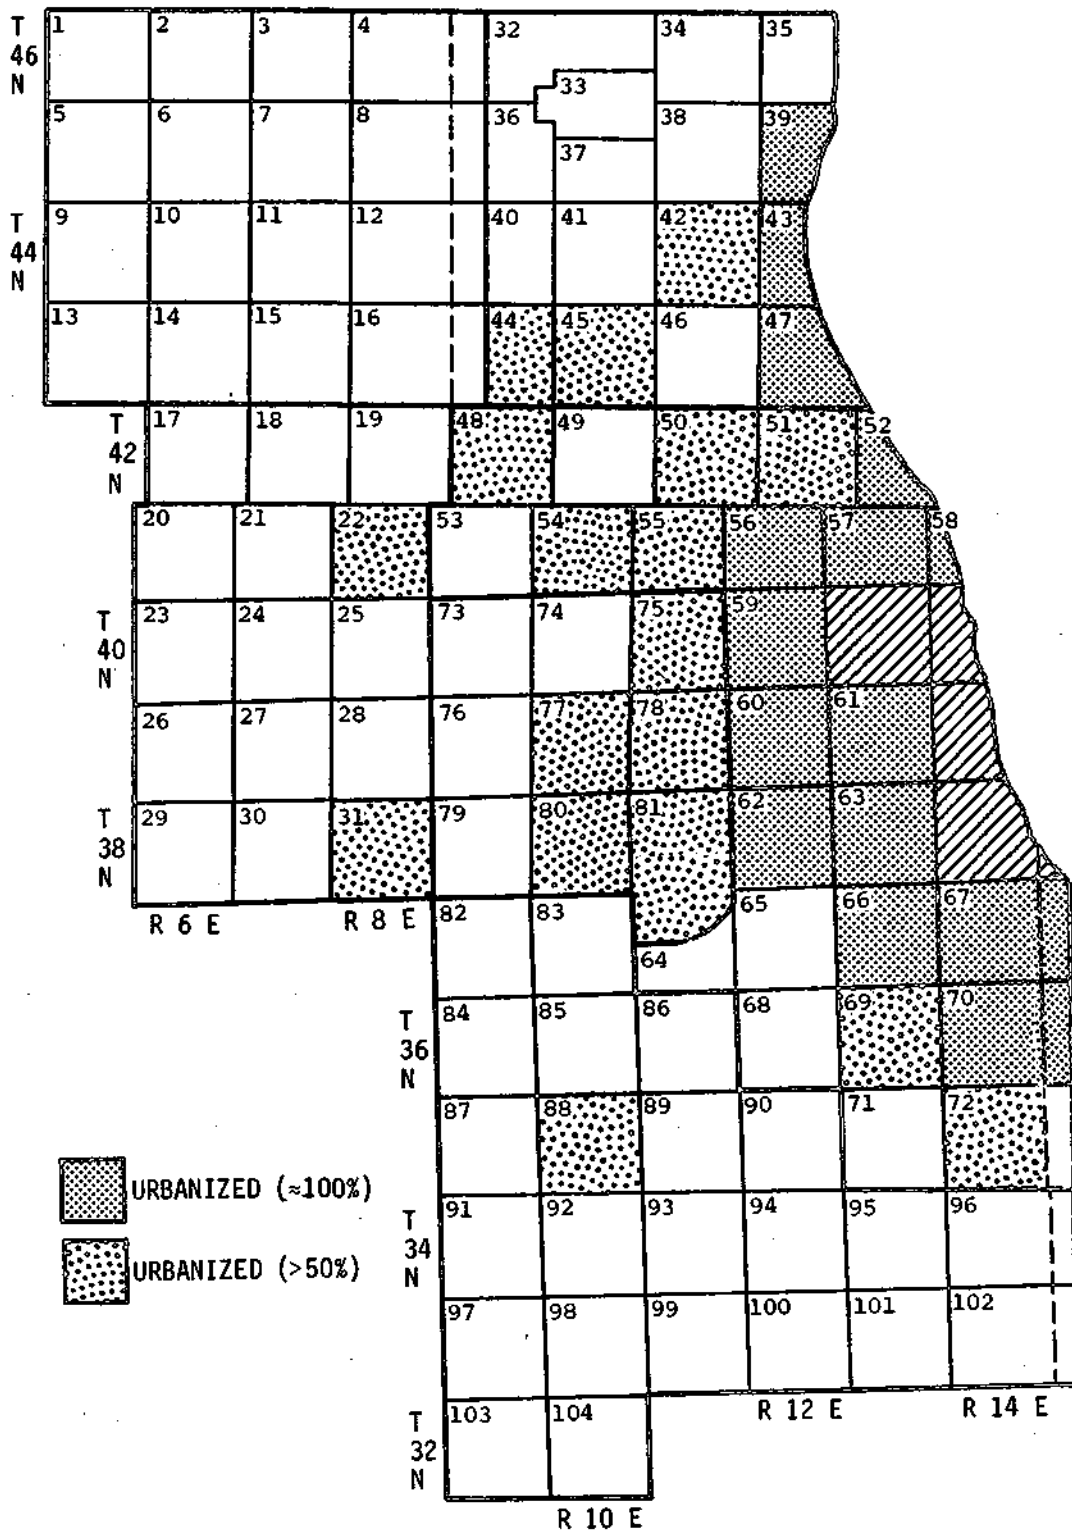 T 46 N
1 2 3 4 32 34 35
33
5 6 7 8 36 38 39
37
T 44 N
9 10 11 12 40 41 42 43
13 14 15 16 44 45 46 47
T 42 N
17 18 19 48 49 50 51 52
20 21 22 53 54 55 56 57 58
T 40 N
23 24 25 73 74 75 59
26 27 28 76 77 78 60 61
T 38 N
29 30 31 79 80 81 62 63
R 6 E R 8 E
82 83 65 66 67
64
T 36 N
84 85 86 68 69 70
87 88 89 90 71 72
URBANIZED (≈100%)
T 34 N
91 92 93 94 95 96
URBANIZED (>50%)
97 98 99 100 101 102
R 12 E R 14 E
T 32 N
103 104
R 10 E